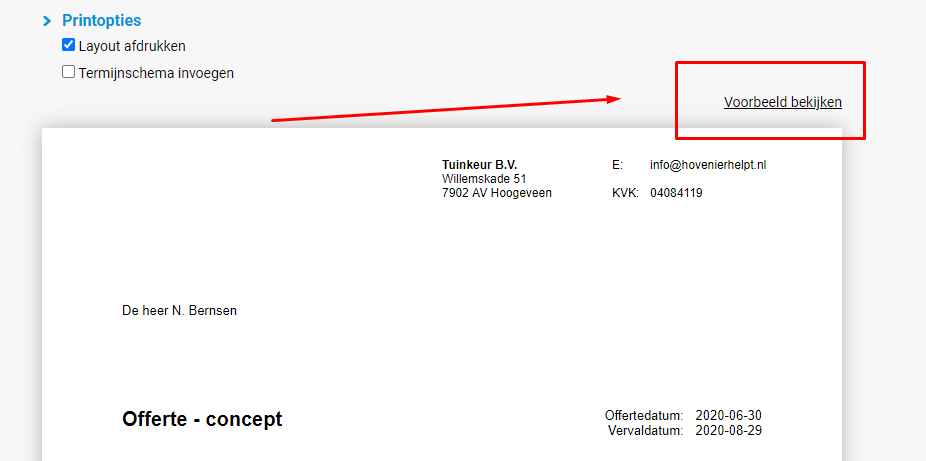 Printopties
Layout afdrukken
Termijnschema invoegen
Voorbeeld bekijken
Tuinkeur B.V.
Willemskade 51
7902 AV Hoogeveen
E: info@hovenierhelpt.nl
KVK: 04084119
De heer N. Bernsen
Offerte - concept
Offertedatum: 2020-06-30
Vervaldatum: 2020-08-29